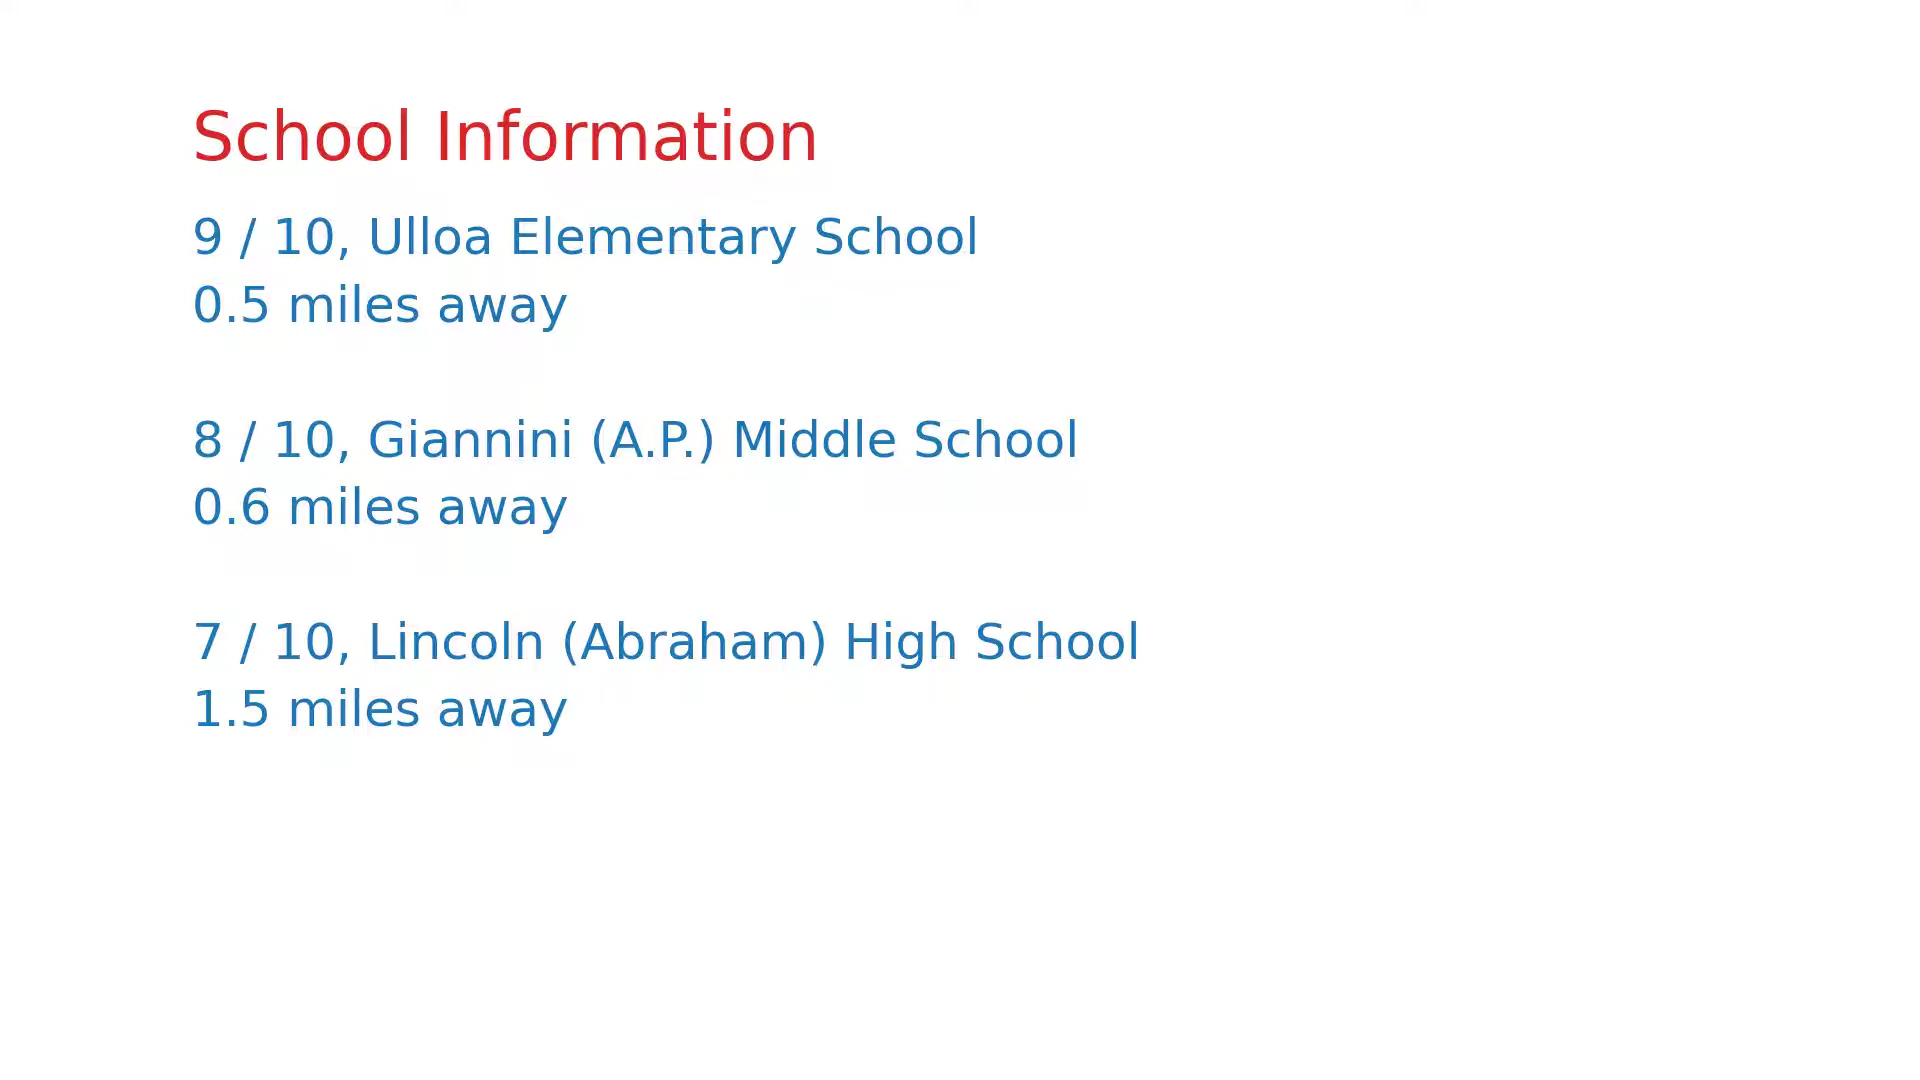 School Information
9 / 10, Ulloa Elementary School
0.5 miles away
8 / 10, Giannini (A.P.) Middle School
0.6 miles away
7 / 10, Lincoln (Abraham) High School
1.5 miles away